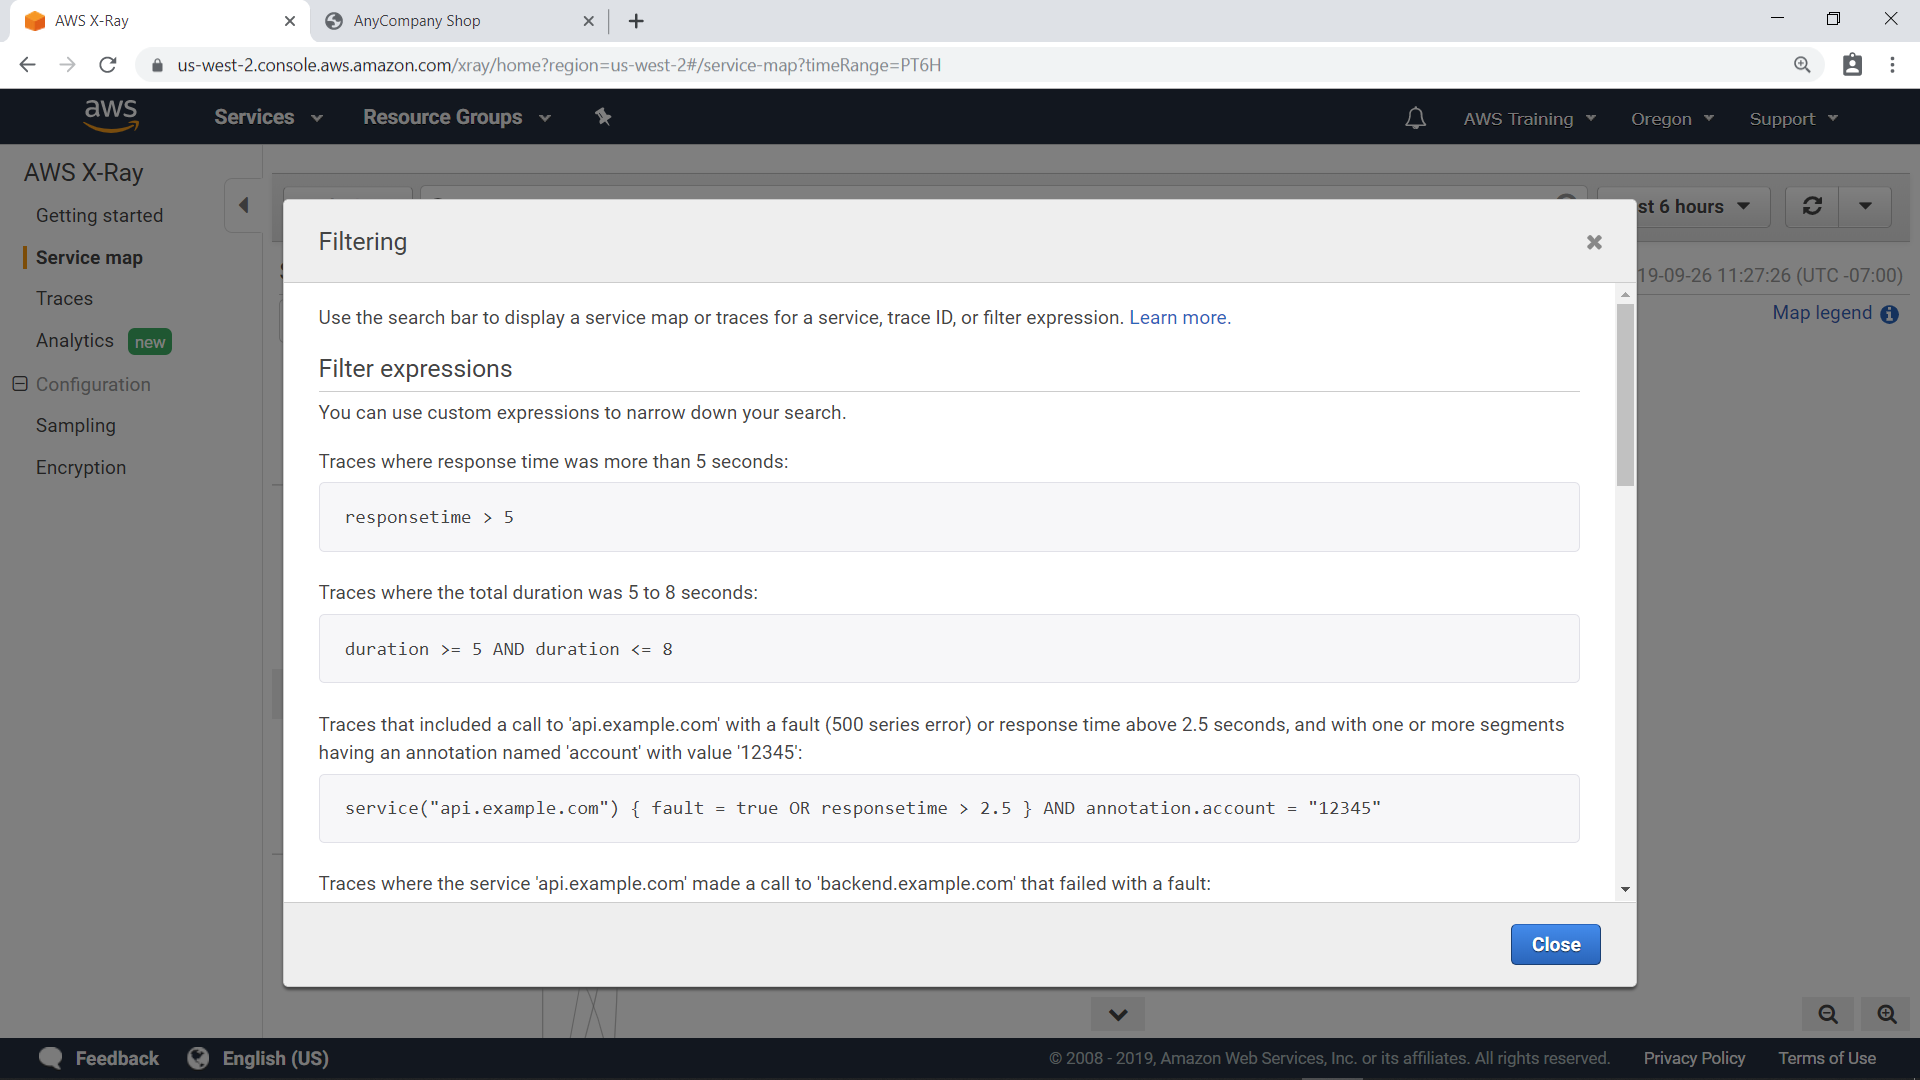 AWS X-Ray
AnyCompany Shop
us-west-2.console.aws.amazon.com/xray/home?region=us-west-2#/service-map?timeRange=PT6H
aws
Services
Resource Groups
AWS Training
Oregon
Support
AWS X-Ray
Getting started
Service map
Traces
Analytics new
Configuration
Sampling
Encryption
st 6 hours
19-09-26 11:27:26 (UTC -07:00)
Map legend
Filtering
Use the search bar to display a service map or traces for a service, trace ID, or filter expression. Learn more.
Filter expressions
You can use custom expressions to narrow down your search.
Traces where response time was more than 5 seconds:
responsetime > 5
Traces where the total duration was 5 to 8 seconds:
duration >= 5 AND duration <= 8
Traces that included a call to 'api.example.com' with a fault (500 series error) or response time above 2.5 seconds, and with one or more segments
having an annotation named 'account' with value '12345':
service("api.example.com") { fault = true OR responsetime > 2.5 } AND annotation.account = "12345"
Traces where the service 'api.example.com' made a call to 'backend.example.com' that failed with a fault:
Close
Feedback
English (US)
© 2008 - 2019, Amazon Web Services, Inc. or its affiliates. All rights reserved.
Privacy Policy
Terms of Use